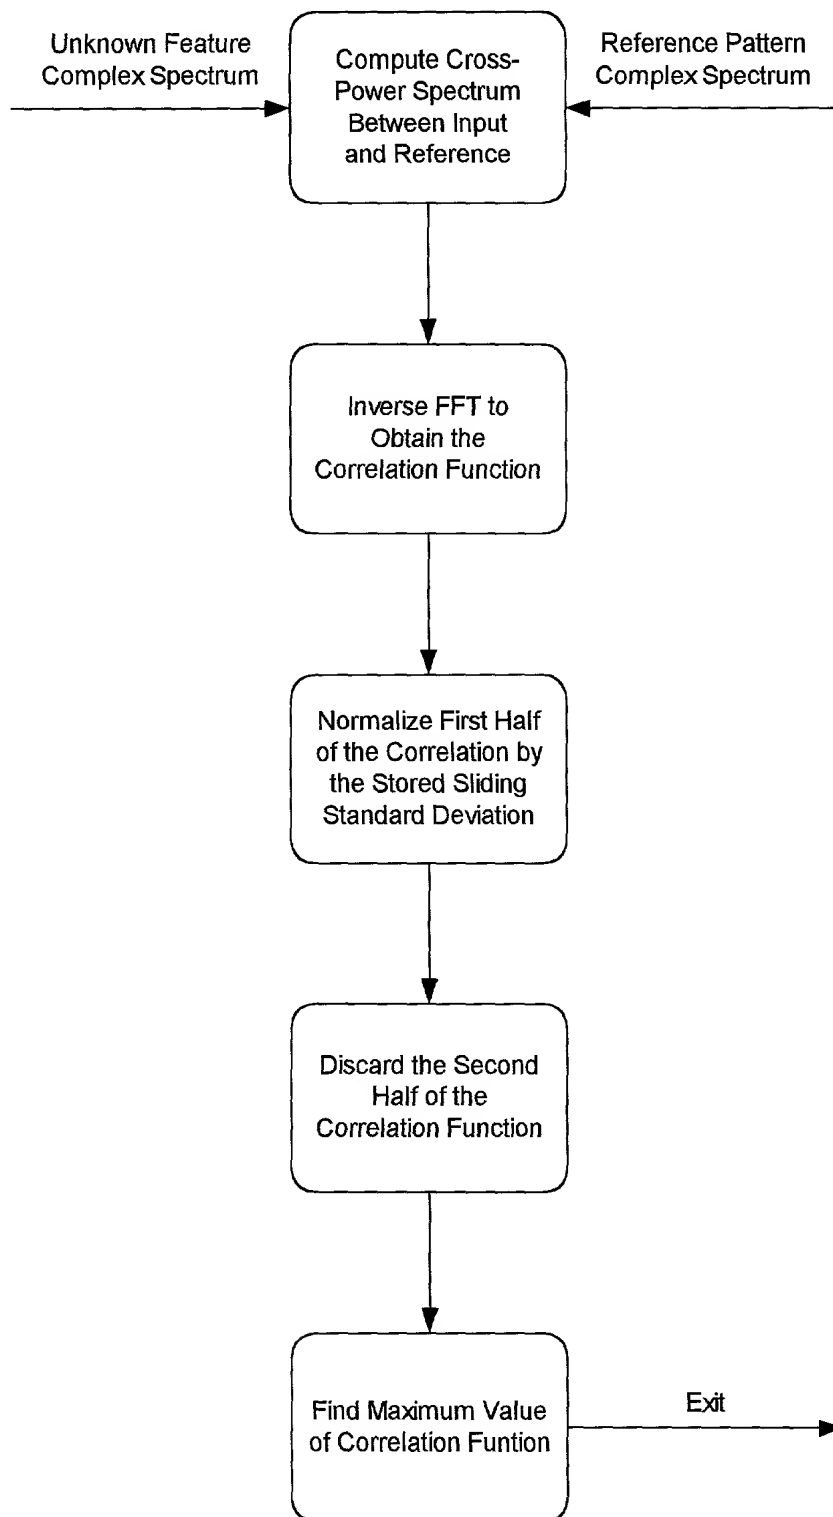 Unknown Feature
Complex Spectrum
Compute Cross-
Power Spectrum
Between Input
and Reference
Reference Pattern
Complex Spectrum
Inverse FFT to
Obtain the
Correlation Function
Normalize First Half
of the Correlation by
the Stored Sliding
Standard Deviation
Discard the Second
Half of the
Correlation Function
Find Maximum Value
of Correlation Funtion
Exit